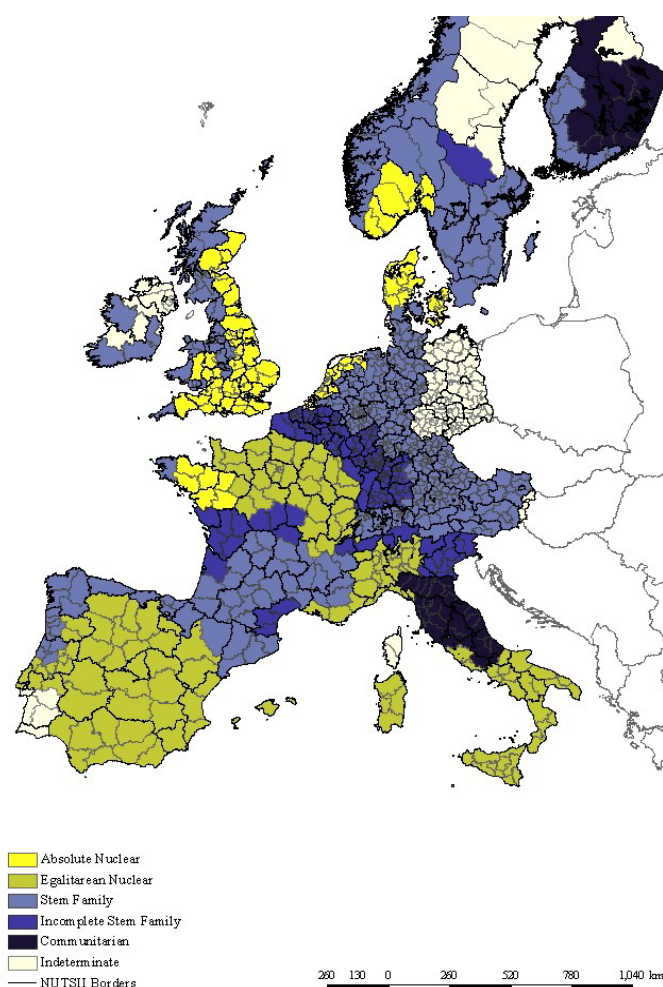 Absolute Nuclear
Egalitarean Nuclear
Stem Family
Incomplete Stem Family
Communitarian
Indeterminate
NUTSII Borders
260 130 0 260 520 780 1,040 km